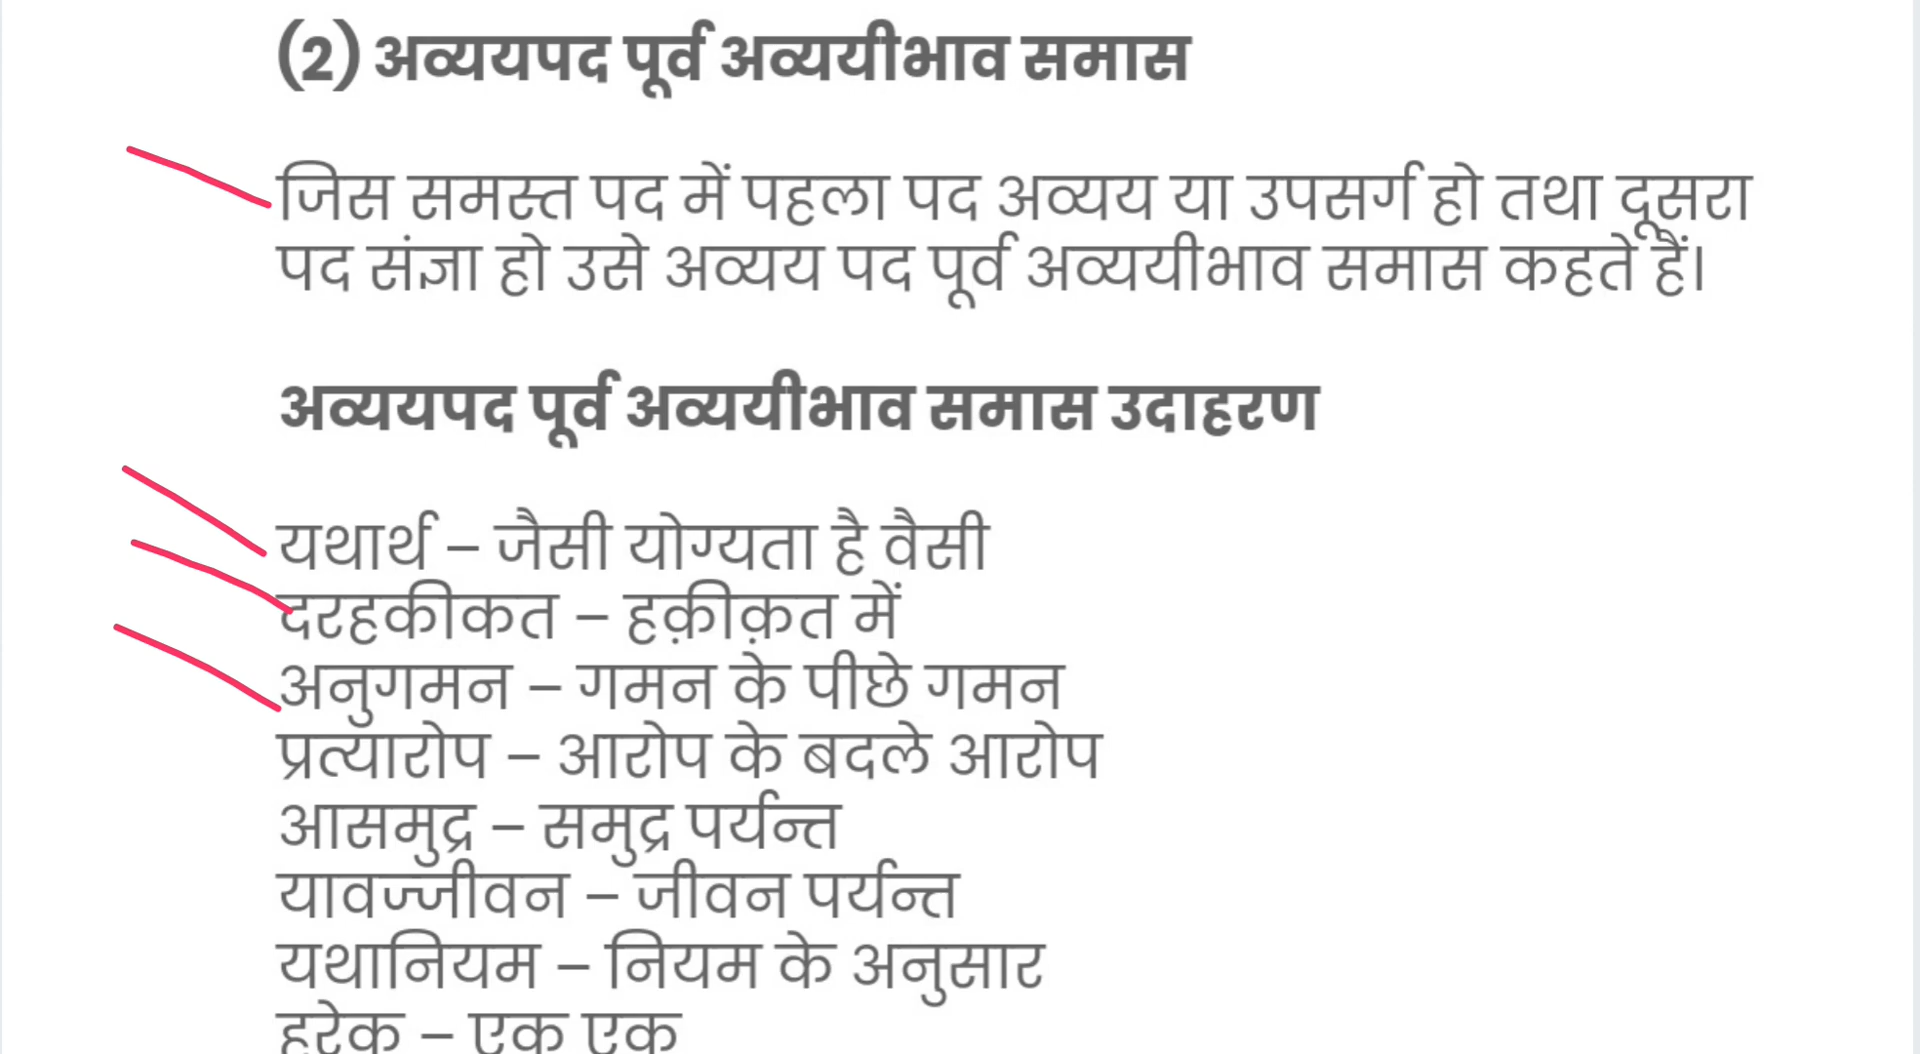 (2) अव्ययपद पूर्व अव्ययीभाव समास
जिस समस्त पद में पहला पद अव्यय या उपसर्ग हो तथा दूसरा
पद संज्ञा हो उसे अव्यय पद पूर्व अव्ययीभाव समास कहते हैं।
अव्ययपद पूर्व अव्ययीभाव समास उदाहरण
यथार्थ – जैसी योग्यता है वैसी
दरहकीकत – हक़ीक़त में
अनुगमन – गमन के पीछे गमन
प्रत्यारोप – आरोप के बदले आरोप
आसमुद्र – समुद्र पर्यन्त
यावज्जीवन – जीवन पर्यन्त
यथानियम – नियम के अनुसार
हरेक – एक एक